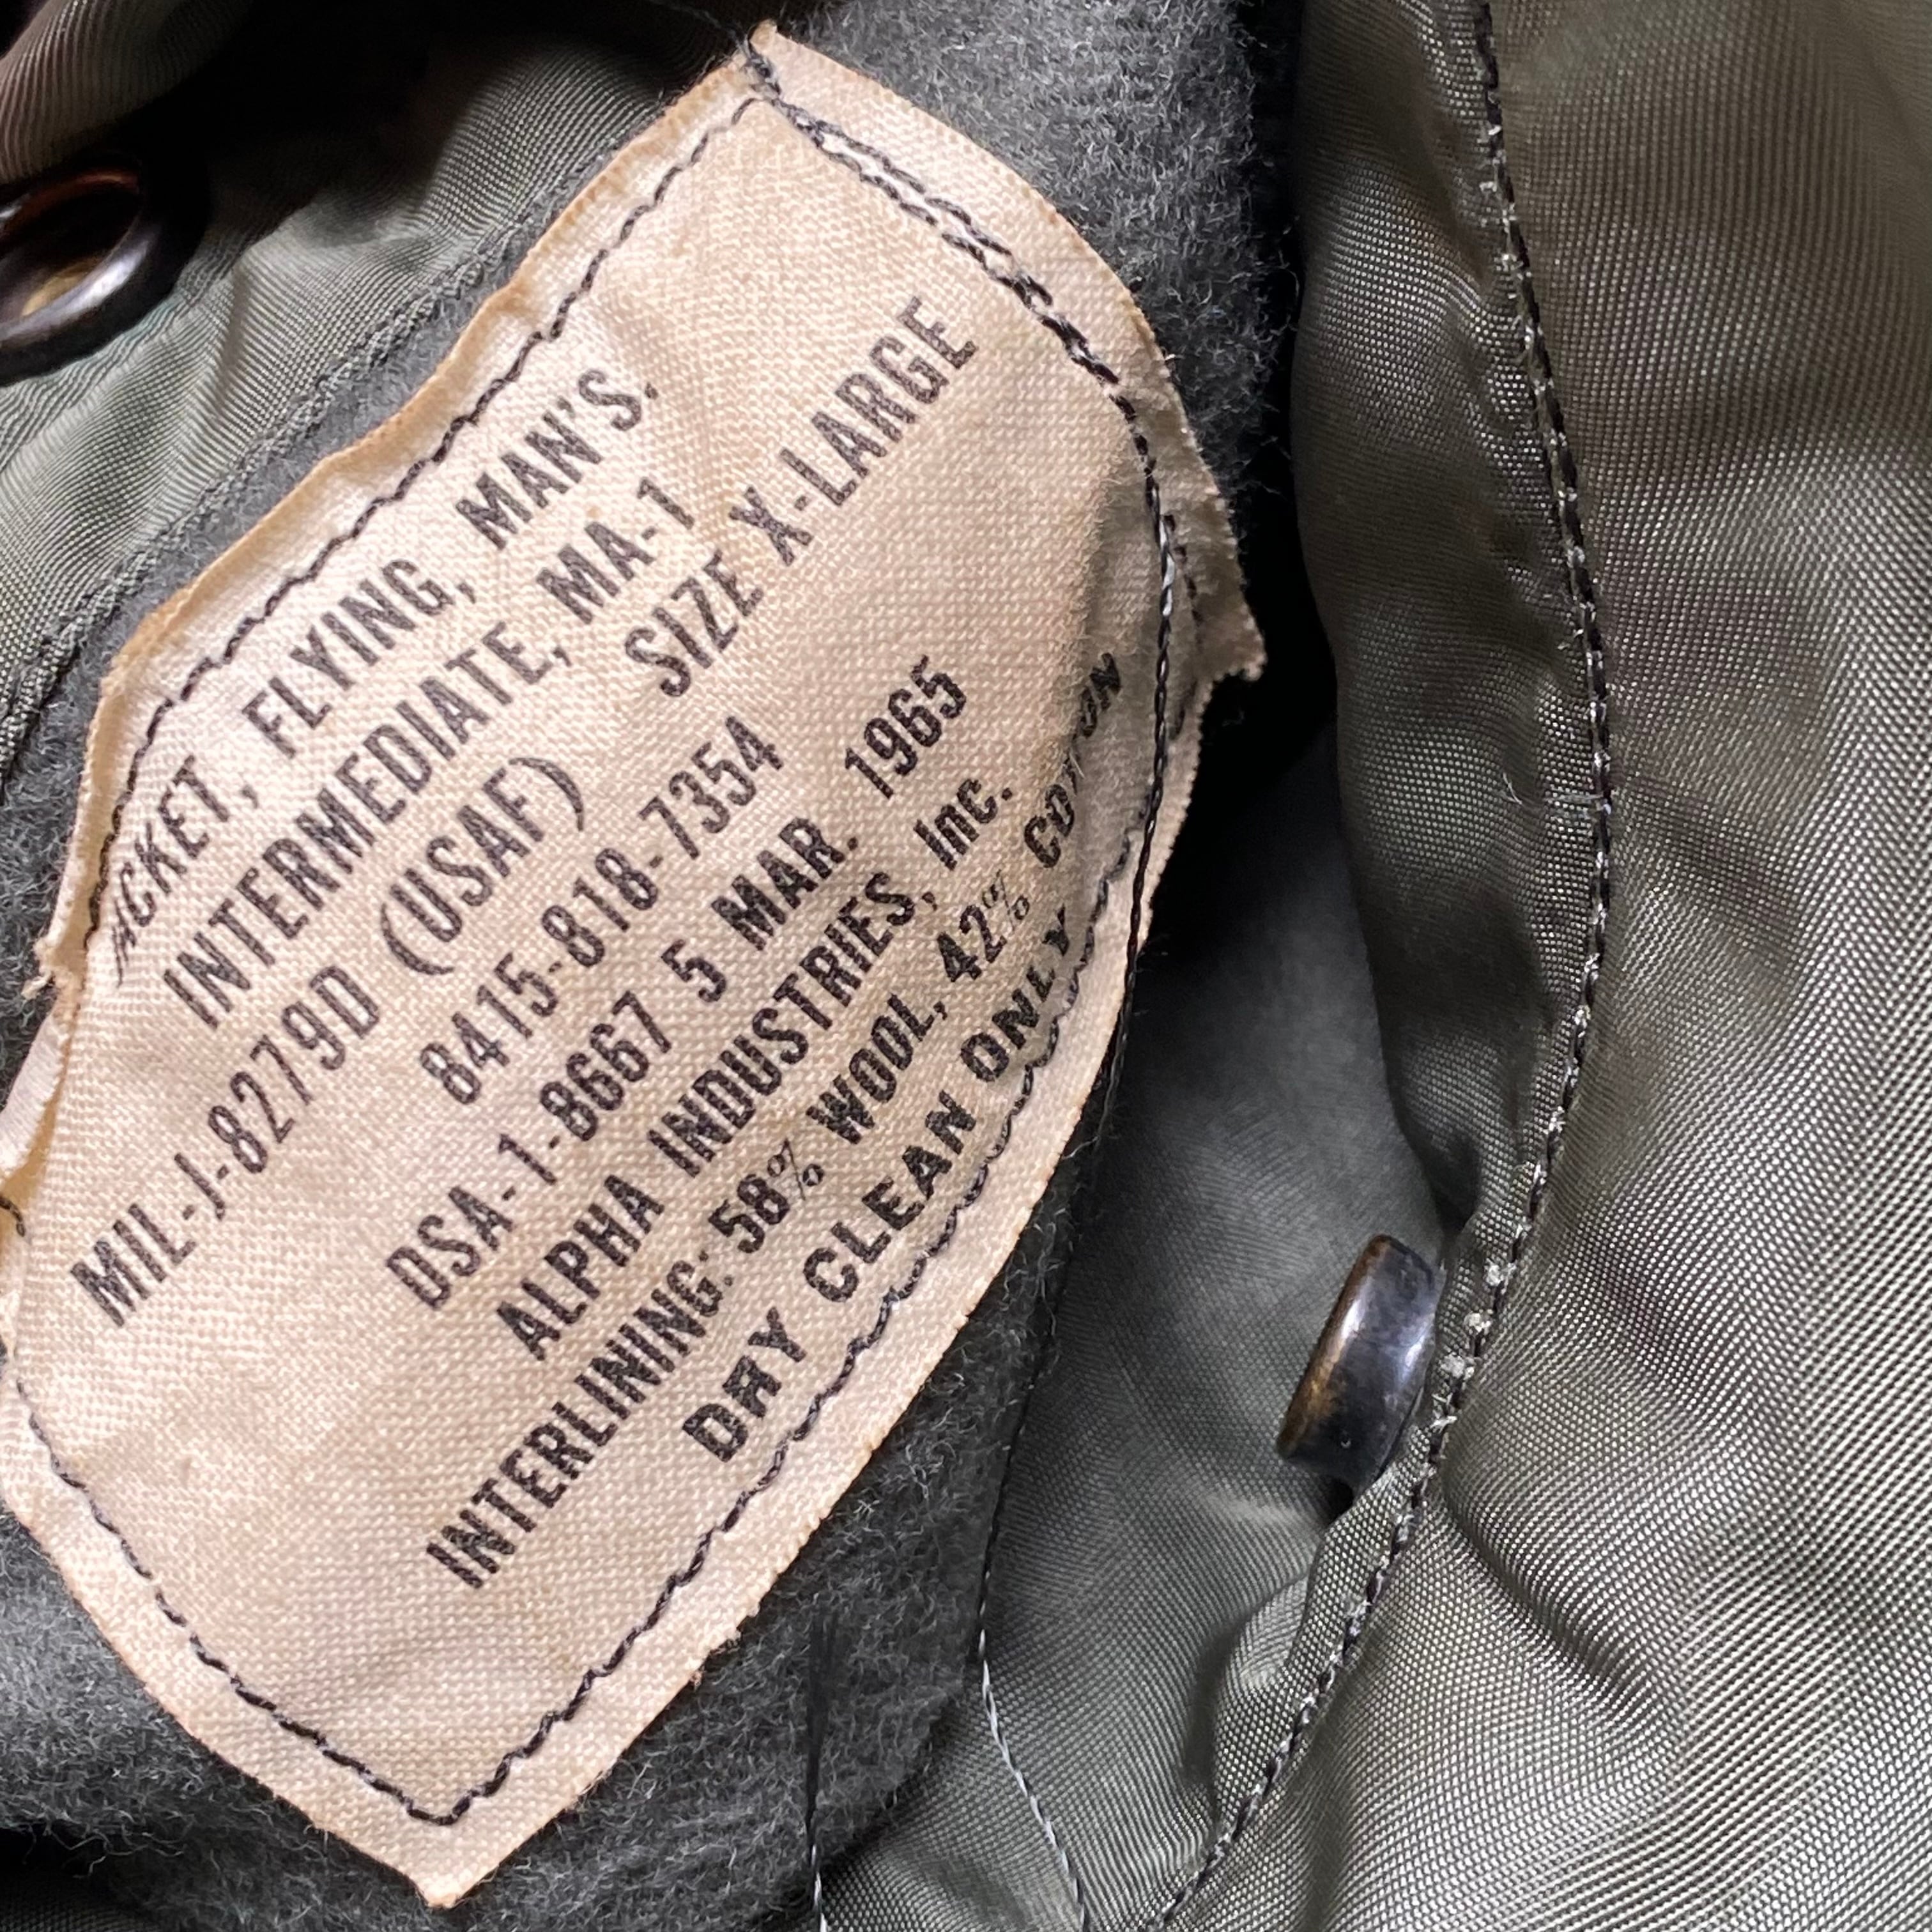 JACKET, FLYING, MAN'S.
INTERMEDIATE, MA-1
SIZE X-LARGE
MIL-J-8279D (USAF)
8415-818-7354
DSA-1-8667 5 MAR. 1965
ALPHA INDUSTRIES, Inc.
INTERLINING: 58% WOOL, 42% COTTON
DRY CLEAN ONLY